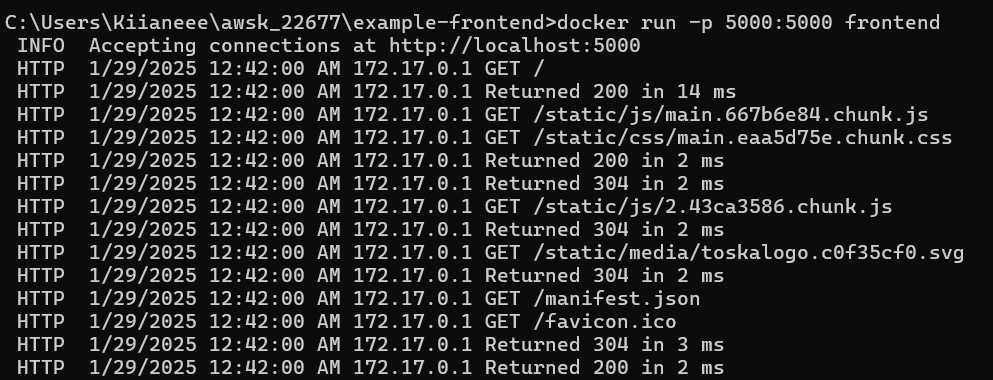 C:\Users\Kiianeee\awsk_22677\example-frontend>docker run -p 5000:5000 frontend
INFO  Accepting connections at http://localhost:5000
HTTP  1/29/2025 12:42:00 AM 172.17.0.1 GET /
HTTP  1/29/2025 12:42:00 AM 172.17.0.1 Returned 200 in 14 ms
HTTP  1/29/2025 12:42:00 AM 172.17.0.1 GET /static/js/main.667b6e84.chunk.js
HTTP  1/29/2025 12:42:00 AM 172.17.0.1 GET /static/css/main.eaa5d75e.chunk.css
HTTP  1/29/2025 12:42:00 AM 172.17.0.1 Returned 200 in 2 ms
HTTP  1/29/2025 12:42:00 AM 172.17.0.1 Returned 304 in 2 ms
HTTP  1/29/2025 12:42:00 AM 172.17.0.1 GET /static/js/2.43ca3586.chunk.js
HTTP  1/29/2025 12:42:00 AM 172.17.0.1 Returned 304 in 2 ms
HTTP  1/29/2025 12:42:00 AM 172.17.0.1 GET /static/media/toskalogo.c0f35cf0.svg
HTTP  1/29/2025 12:42:00 AM 172.17.0.1 Returned 304 in 2 ms
HTTP  1/29/2025 12:42:00 AM 172.17.0.1 GET /manifest.json
HTTP  1/29/2025 12:42:00 AM 172.17.0.1 GET /favicon.ico
HTTP  1/29/2025 12:42:00 AM 172.17.0.1 Returned 304 in 3 ms
HTTP  1/29/2025 12:42:00 AM 172.17.0.1 Returned 200 in 2 ms